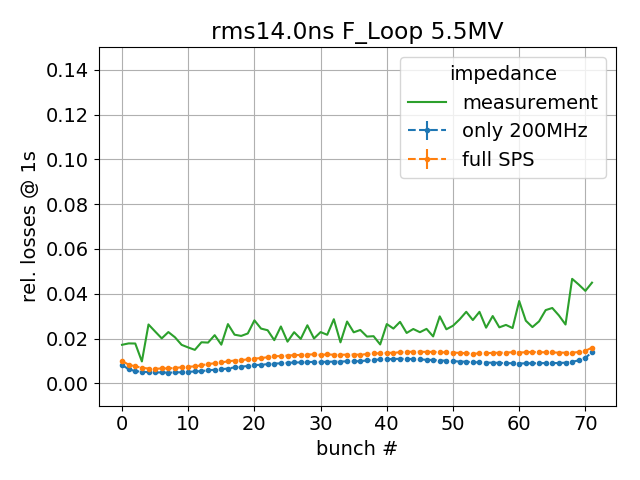 rms14.0ns F_Loop 5.5MV
impedance
measurement
only 200MHz
full SPS
rel. losses @ 1s
0.14
0.12
0.10
0.08
0.06
0.04
0.02
0.00
0 10 20 30 40 50 60 70
bunch #